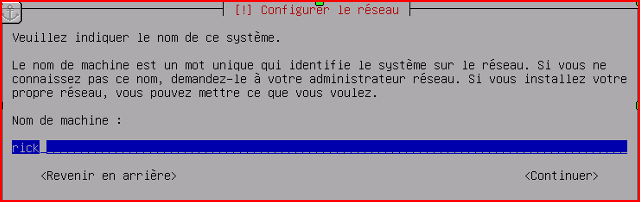 [!] Configurer le réseau
Veuillez indiquer le nom de ce système.
Le nom de machine est un mot unique qui identifie le système sur le réseau. Si vous ne
connaissez pas ce nom, demandez-le à votre administrateur réseau. Si vous installez votre
propre réseau, vous pouvez mettre ce que vous voulez.
Nom de machine :
rick
<Revenir en arrière> <Continuer>